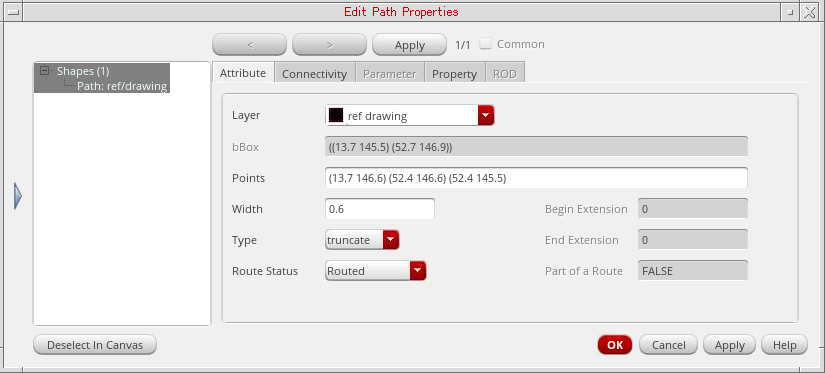 Edit Path Properties
< > Apply 1/1 Common
Shapes (1)
Path: ref/drawing
Attribute Connectivity Parameter Property ROD
Layer ref drawing
bBox ((13.7 145.5) (52.7 146.9))
Points (13.7 146.6) (52.4 146.6) (52.4 145.5)
Width 0.6 Begin Extension 0
Type truncate End Extension 0
Route Status Routed Part of a Route FALSE
Deselect In Canvas OK Cancel Apply Help